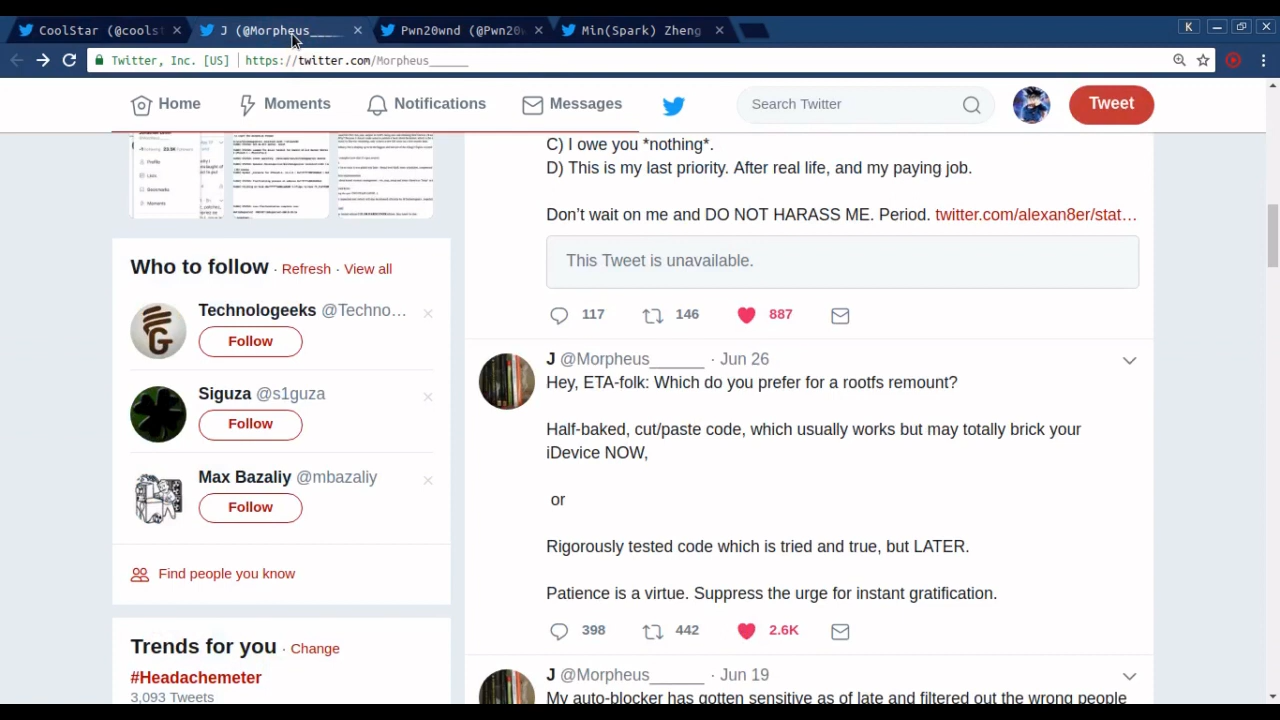 CoolStar (@coolst
J (@Morpheus_____
Pwn20wnd (@Pwn20w
Min(Spark) Zheng
K
Twitter, Inc. [US]
https://twitter.com/Morpheus______
Home
Moments
Notifications
Messages
Search Twitter
Tweet
Profile
Lists
Bookmarks
Moments
C) I owe you *nothing*.
D) This is my last priority. After real life, and my paying job.
Don’t wait on me and DO NOT HARASS ME. Period. twitter.com/alexan8er/stat…
This Tweet is unavailable.
117 146 887
Who to follow · Refresh · View all
Technologeeks @Techno…
Follow
Siguza @s1guza
Follow
Max Bazaliy @mbazaliy
Follow
Find people you know
Trends for you · Change
#Headachemeter
3,093 Tweets
J @Morpheus______ · Jun 26
Hey, ETA-folk: Which do you prefer for a rootfs remount?
Half-baked, cut/paste code, which usually works but may totally brick your
iDevice NOW,
or
Rigorously tested code which is tried and true, but LATER.
Patience is a virtue. Suppress the urge for instant gratification.
398 442 2.6K
J @Morpheus______ · Jun 19
My auto-blocker has gotten sensitive as of late and filtered out the wrong people